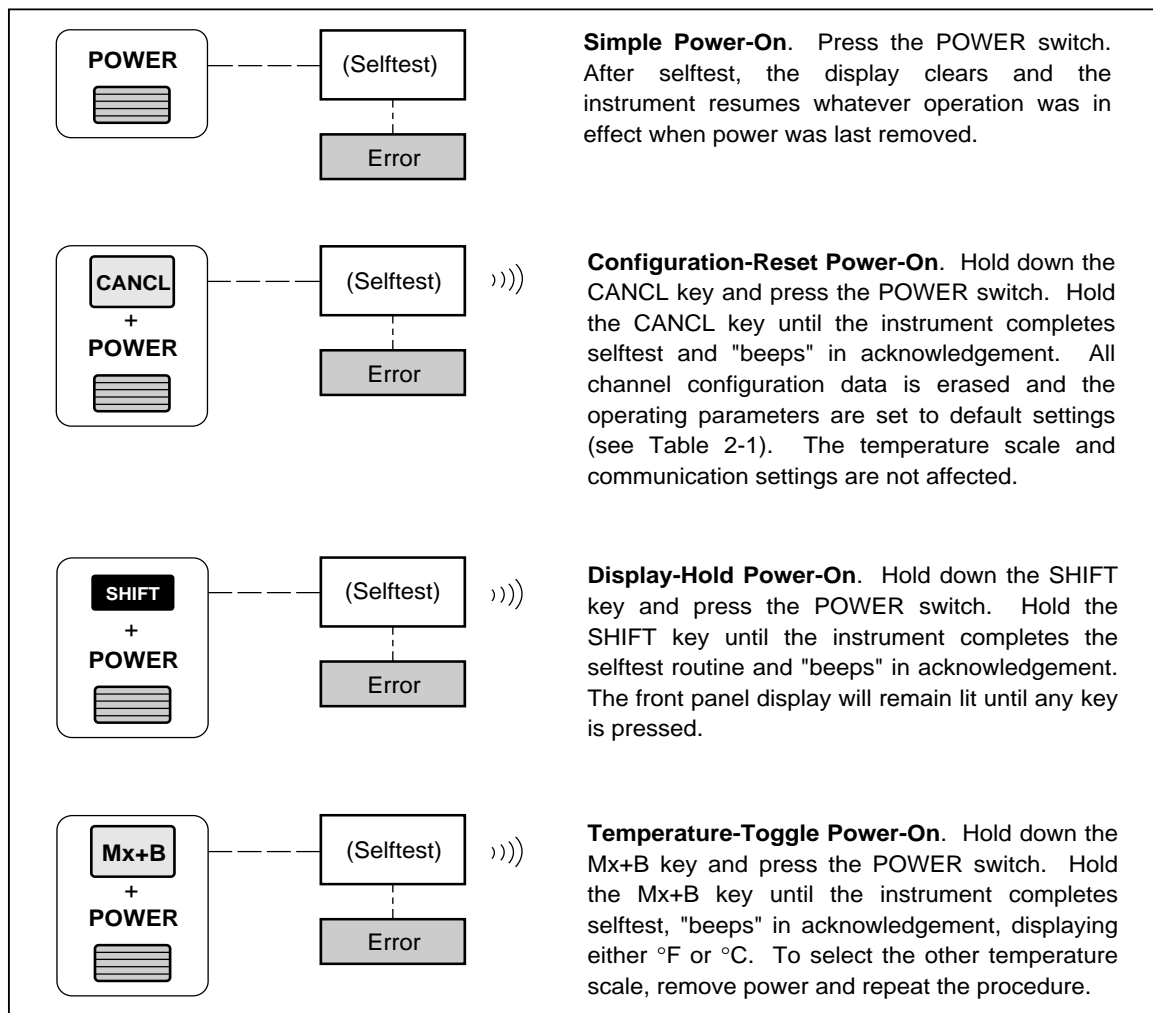 POWER
(Selftest)
Error
Simple Power-On. Press the POWER switch.
After selftest, the display clears and the
instrument resumes whatever operation was in
effect when power was last removed.
CANCL
+
POWER
(Selftest)
Error
Configuration-Reset Power-On. Hold down the
CANCL key and press the POWER switch. Hold
the CANCL key until the instrument completes
selftest and "beeps" in acknowledgement. All
channel configuration data is erased and the
operating parameters are set to default settings
(see Table 2-1). The temperature scale and
communication settings are not affected.
SHIFT
+
POWER
(Selftest)
Error
Display-Hold Power-On. Hold down the SHIFT
key and press the POWER switch. Hold the
SHIFT key until the instrument completes the
selftest routine and "beeps" in acknowledgement.
The front panel display will remain lit until any key
is pressed.
Mx+B
+
POWER
(Selftest)
Error
Temperature-Toggle Power-On. Hold down the
Mx+B key and press the POWER switch. Hold
the Mx+B key until the instrument completes
selftest, "beeps" in acknowledgement, displaying
either °F or °C. To select the other temperature
scale, remove power and repeat the procedure.